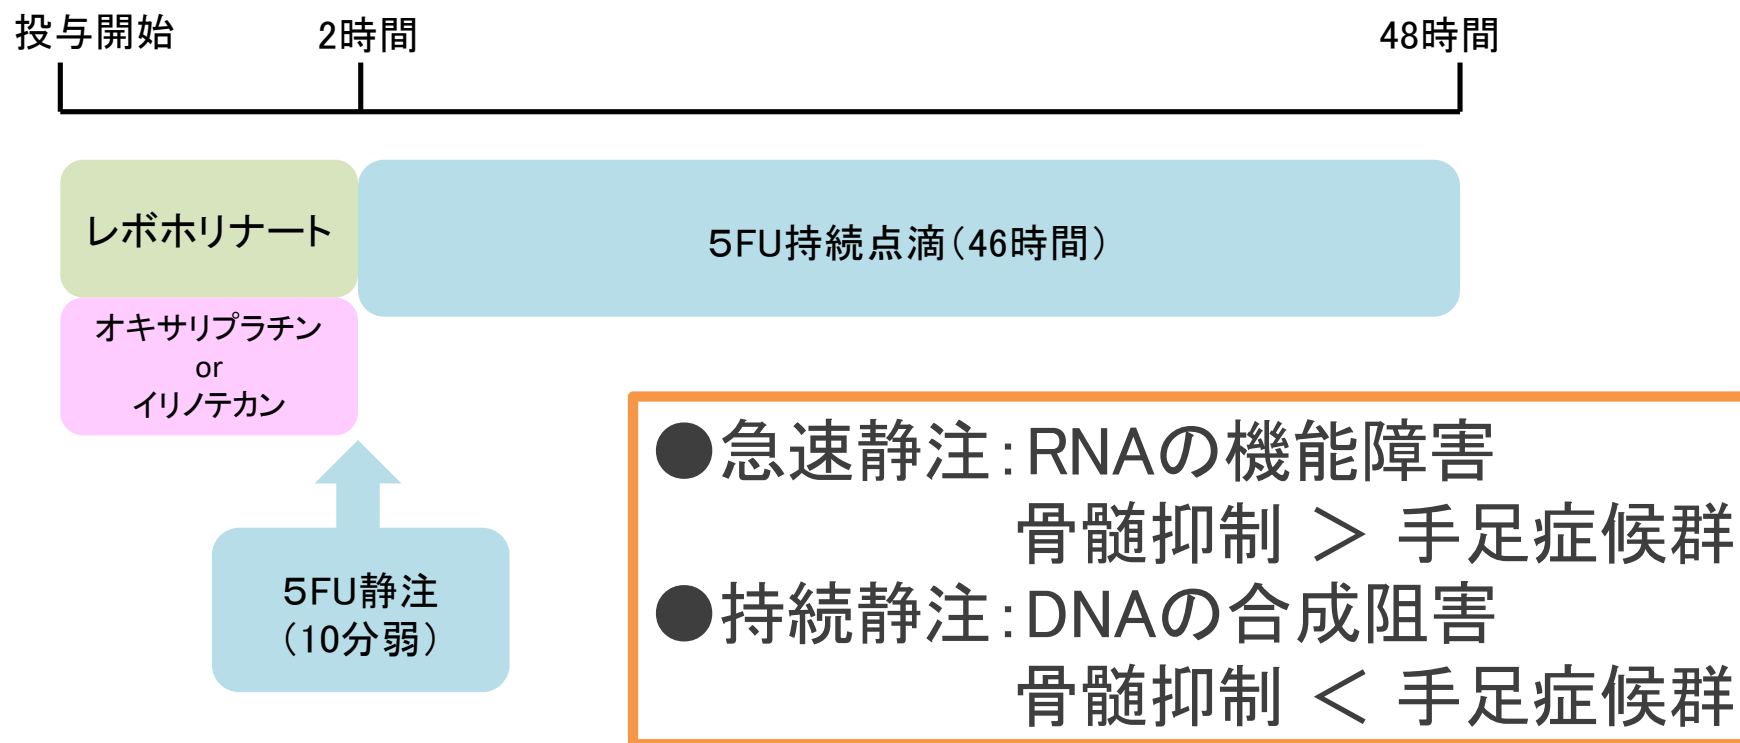 投与開始
2時間
48時間
レボホリナート
5FU持続点滴（46時間）
オキサリプラチン
or
イリノテカン
5FU静注
（10分弱）
●急速静注：RNAの機能障害
骨髄抑制 ＞ 手足症候群
●持続静注：DNAの合成阻害
骨髄抑制 ＜ 手足症候群